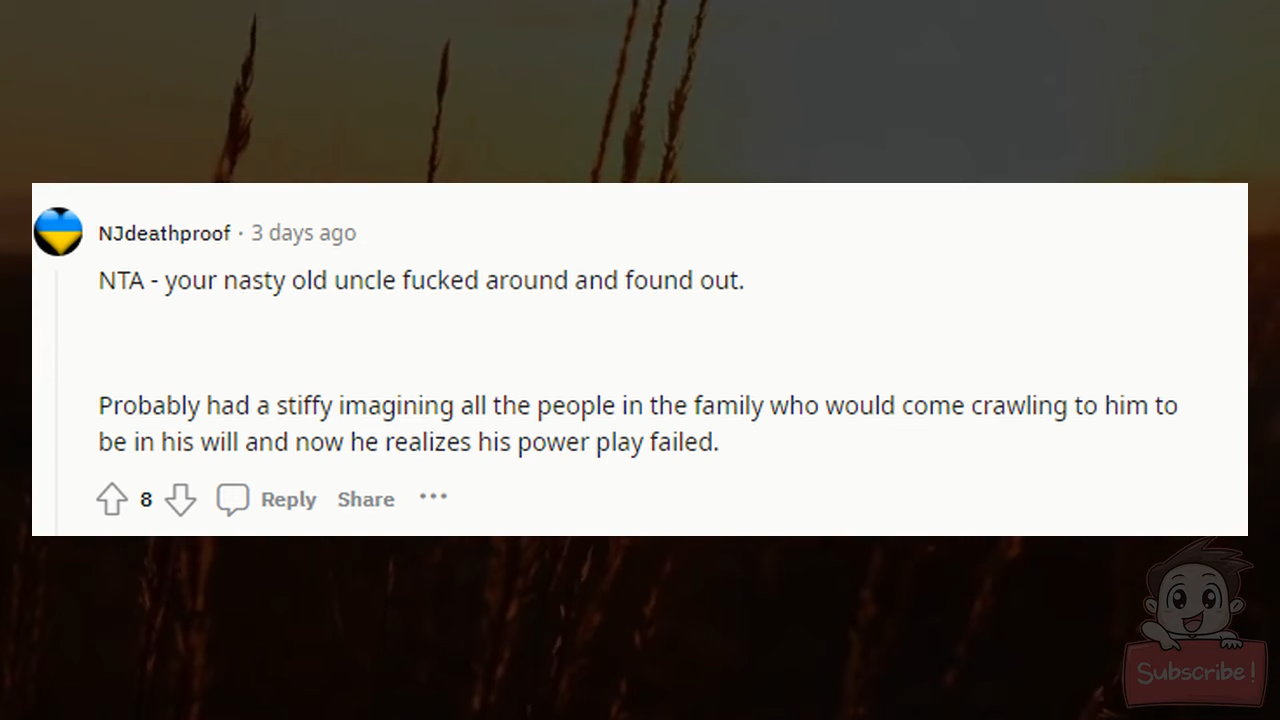 NJdeathproof · 3 days ago
NTA - your nasty old uncle fucked around and found out.
Probably had a stiffy imagining all the people in the family who would come crawling to him to
be in his will and now he realizes his power play failed.
8 Reply Share ···
Subscribe!